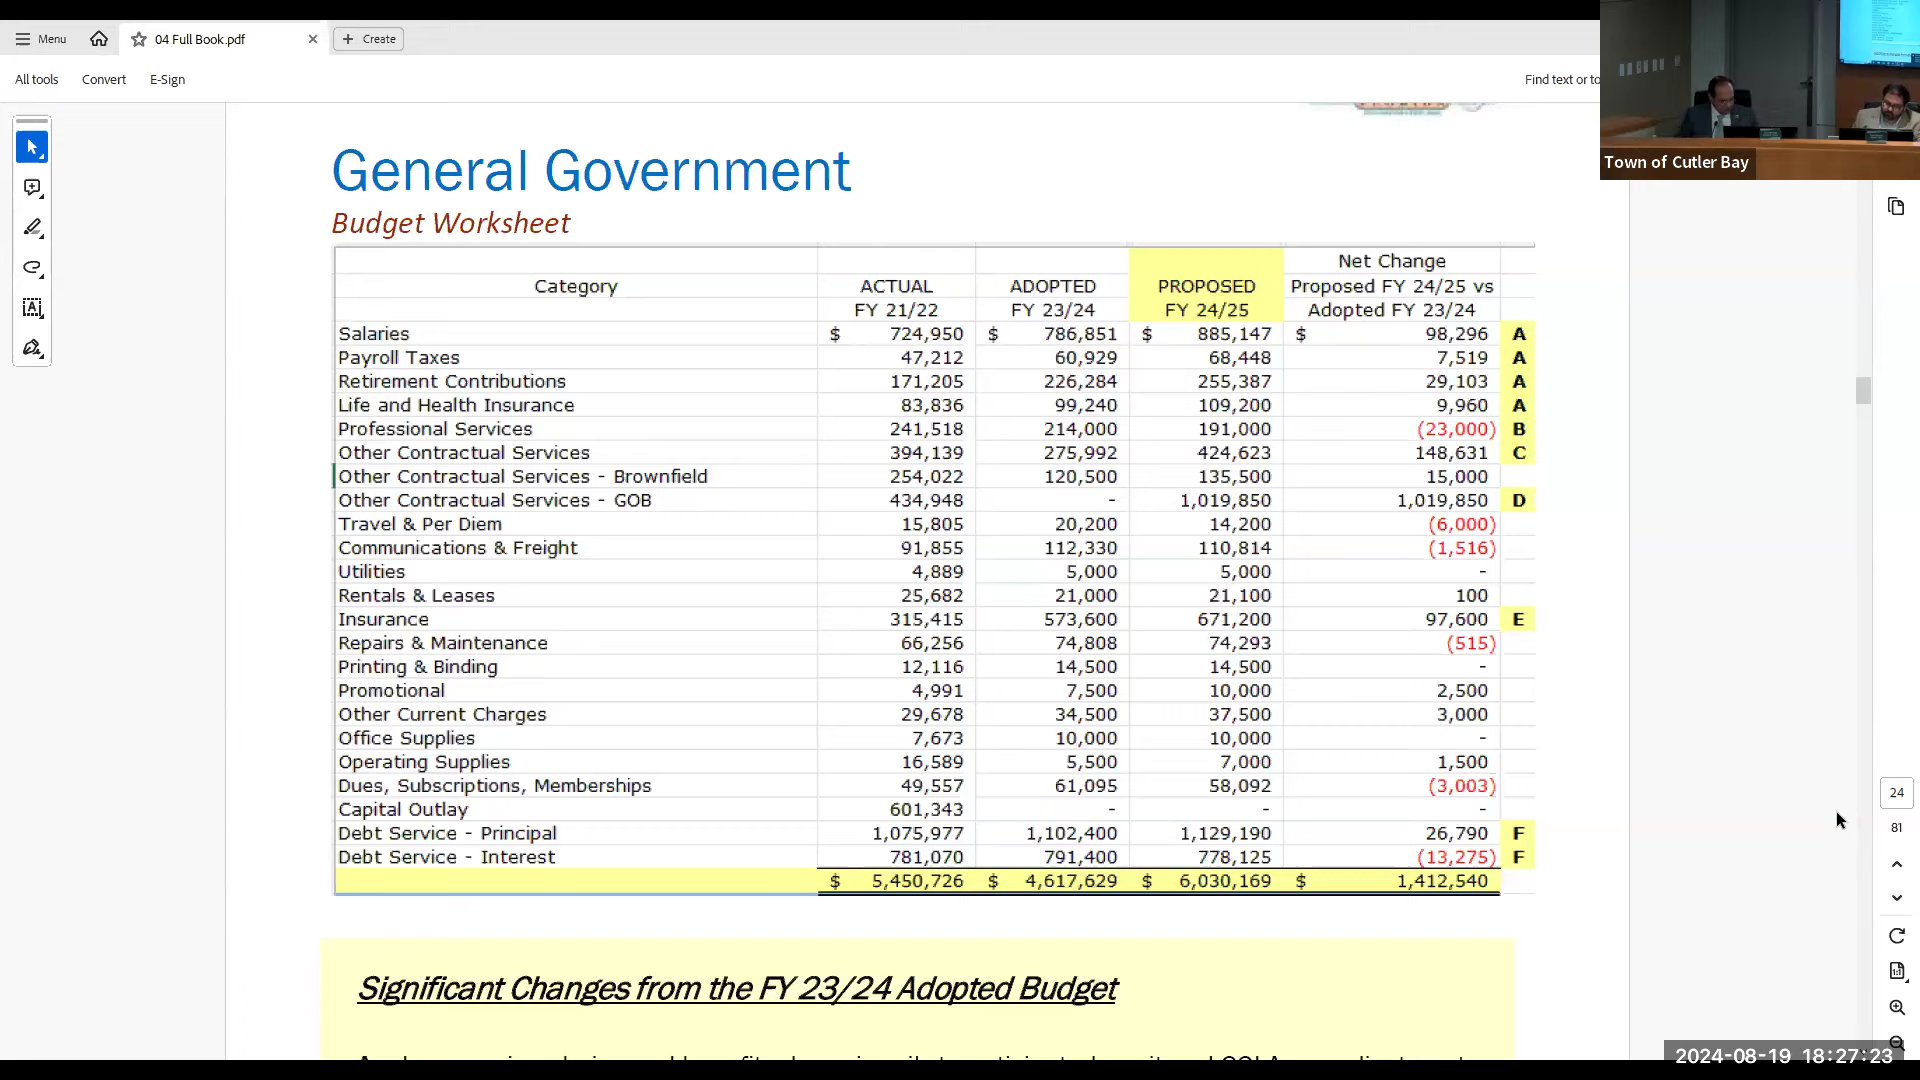 Menu
04 Full Book.pdf
Create
All tools
Convert
E-Sign
Find text or to
Town of Cutler Bay
General Government
Budget Worksheet
Net Change
Category ACTUAL ADOPTED PROPOSED Proposed FY 24/25 vs
FY 21/22 FY 23/24 FY 24/25 Adopted FY 23/24
Salaries $ 724,950 $ 786,851 $ 885,147 $ 98,296 A
Payroll Taxes 47,212 60,929 68,448 7,519 A
Retirement Contributions 171,205 226,284 255,387 29,103 A
Life and Health Insurance 83,836 99,240 109,200 9,960 A
Professional Services 241,518 214,000 191,000 (23,000) B
Other Contractual Services 394,139 275,992 424,623 148,631 C
Other Contractual Services - Brownfield 254,022 120,500 135,500 15,000
Other Contractual Services - GOB 434,948 - 1,019,850 1,019,850 D
Travel & Per Diem 15,805 20,200 14,200 (6,000)
Communications & Freight 91,855 112,330 110,814 (1,516)
Utilities 4,889 5,000 5,000 -
Rentals & Leases 25,682 21,000 21,100 100
Insurance 315,415 573,600 671,200 97,600 E
Repairs & Maintenance 66,256 74,808 74,293 (515)
Printing & Binding 12,116 14,500 14,500 -
Promotional 4,991 7,500 10,000 2,500
Other Current Charges 29,678 34,500 37,500 3,000
Office Supplies 7,673 10,000 10,000 -
Operating Supplies 16,589 5,500 7,000 1,500
Dues, Subscriptions, Memberships 49,557 61,095 58,092 (3,003)
Capital Outlay 601,343 - - -
Debt Service - Principal 1,075,977 1,102,400 1,129,190 26,790 F
Debt Service - Interest 781,070 791,400 778,125 (13,275) F
$ 5,450,726 $ 4,617,629 $ 6,030,169 $ 1,412,540
Significant Changes from the FY 23/24 Adopted Budget
24
81
2024-08-19 18:27:23